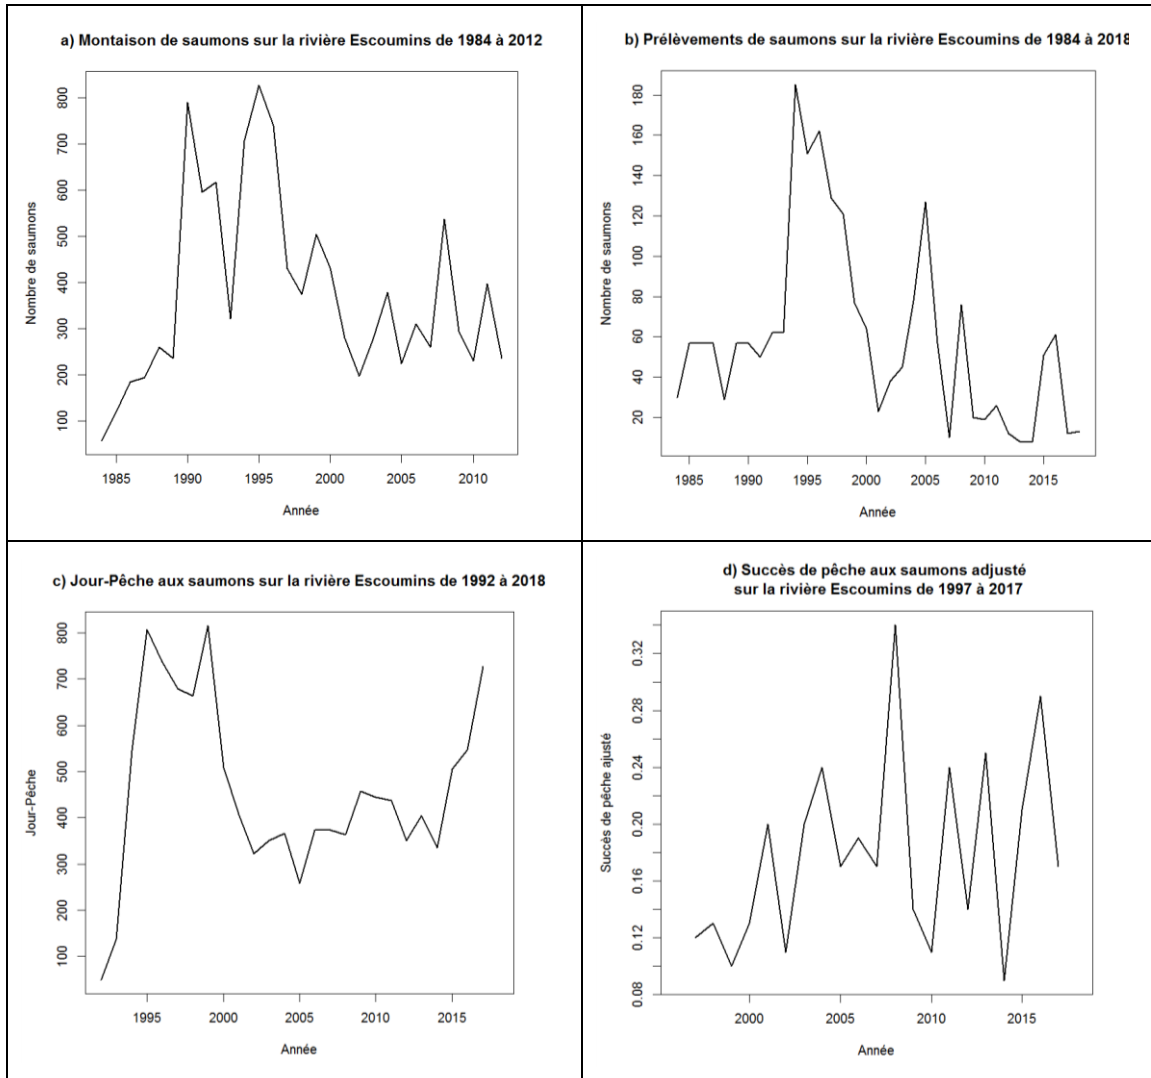 a) Montaison de saumons sur la rivière Escoumins de 1984 à 2012
Nombre de saumons
800
700
600
500
400
300
200
100
1985 1990 1995 2000 2005 2010
Année
b) Prélèvements de saumons sur la rivière Escoumins de 1984 à 2018
Nombre de saumons
180
160
140
120
100
80
60
40
20
1985 1990 1995 2000 2005 2010 2015
Année
c) Jour-Pêche aux saumons sur la rivière Escoumins de 1992 à 2018
Jour-Pêche
800
700
600
500
400
300
200
100
1995 2000 2005 2010 2015
Année
d) Succès de pêche aux saumons adjusté
sur la rivière Escoumins de 1997 à 2017
Succès de pêche ajusté
0.32
0.28
0.24
0.20
0.16
0.12
0.08
2000 2005 2010 2015
Année